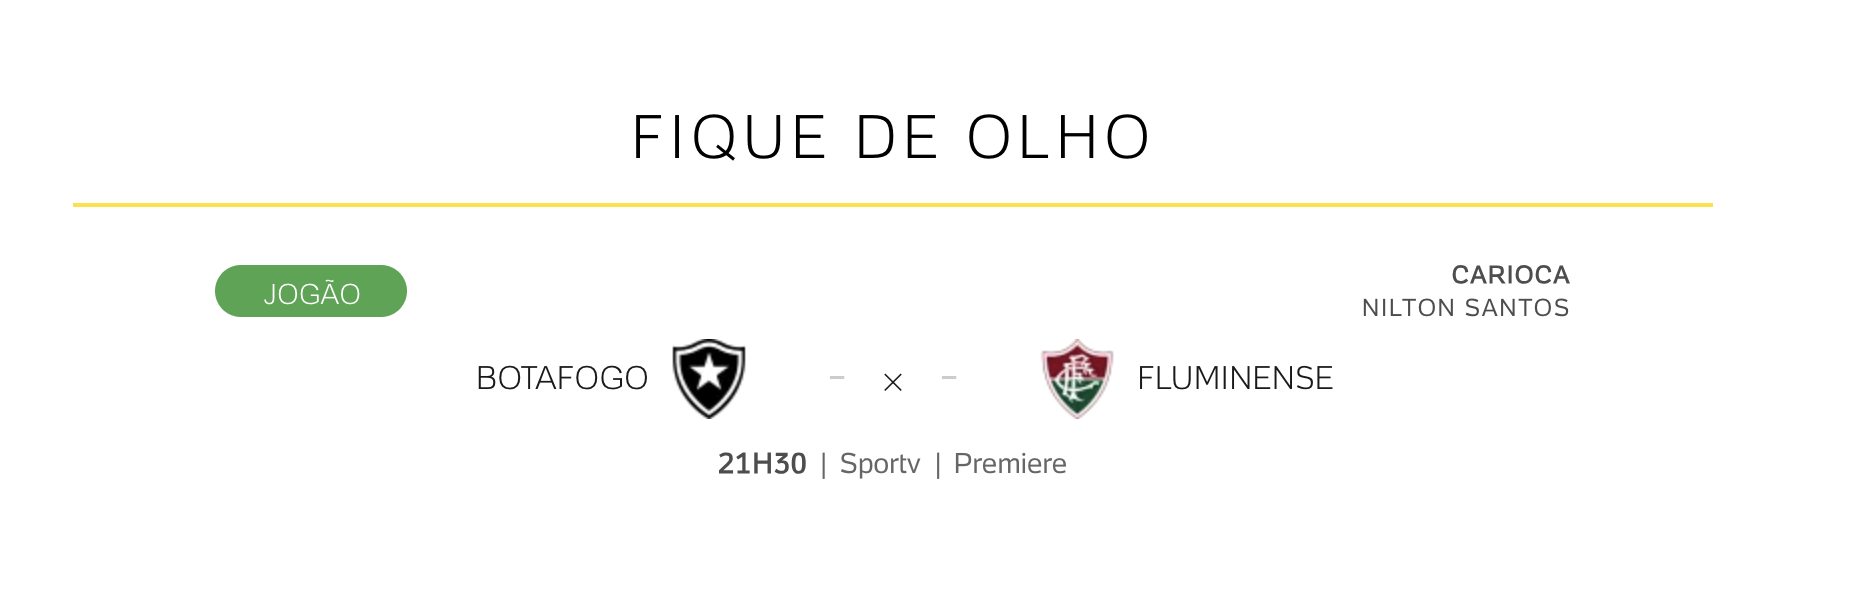 FIQUE DE OLHO
JOGÃO
CARIOCA
NILTON SANTOS
BOTAFOGO - × - FLUMINENSE
21H30 | Sportv | Premiere